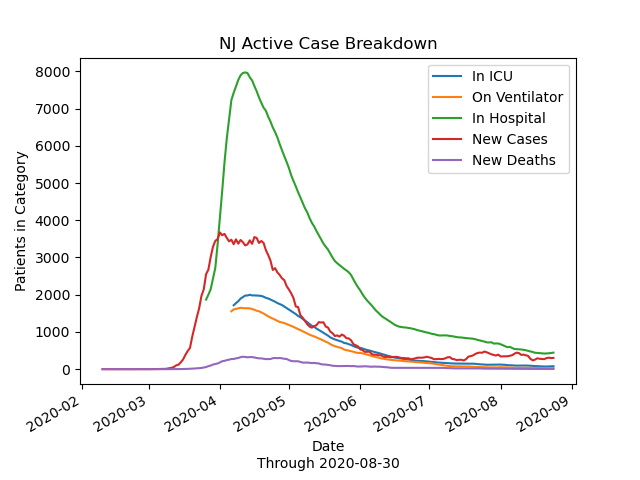 NJ Active Case Breakdown
In ICU
On Ventilator
In Hospital
New Cases
New Deaths
Patients in Category
8000
7000
6000
5000
4000
3000
2000
1000
0
2020-02
2020-03
2020-04
2020-05
2020-06
2020-07
2020-08
2020-09
Date
Through 2020-08-30